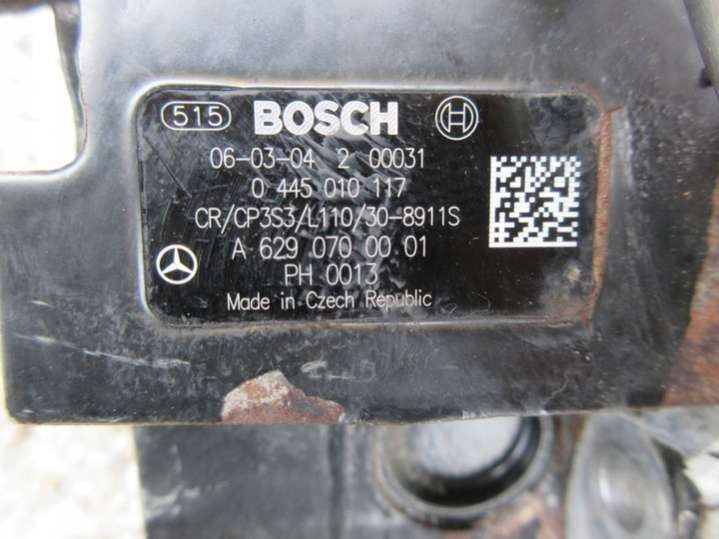 515 BOSCH
06-03-04 2 00031
0 445 010 117
CR/CP3S3/L110/30-8911S
A 629 070 00 01
PH 0013
Made in Czech Republic